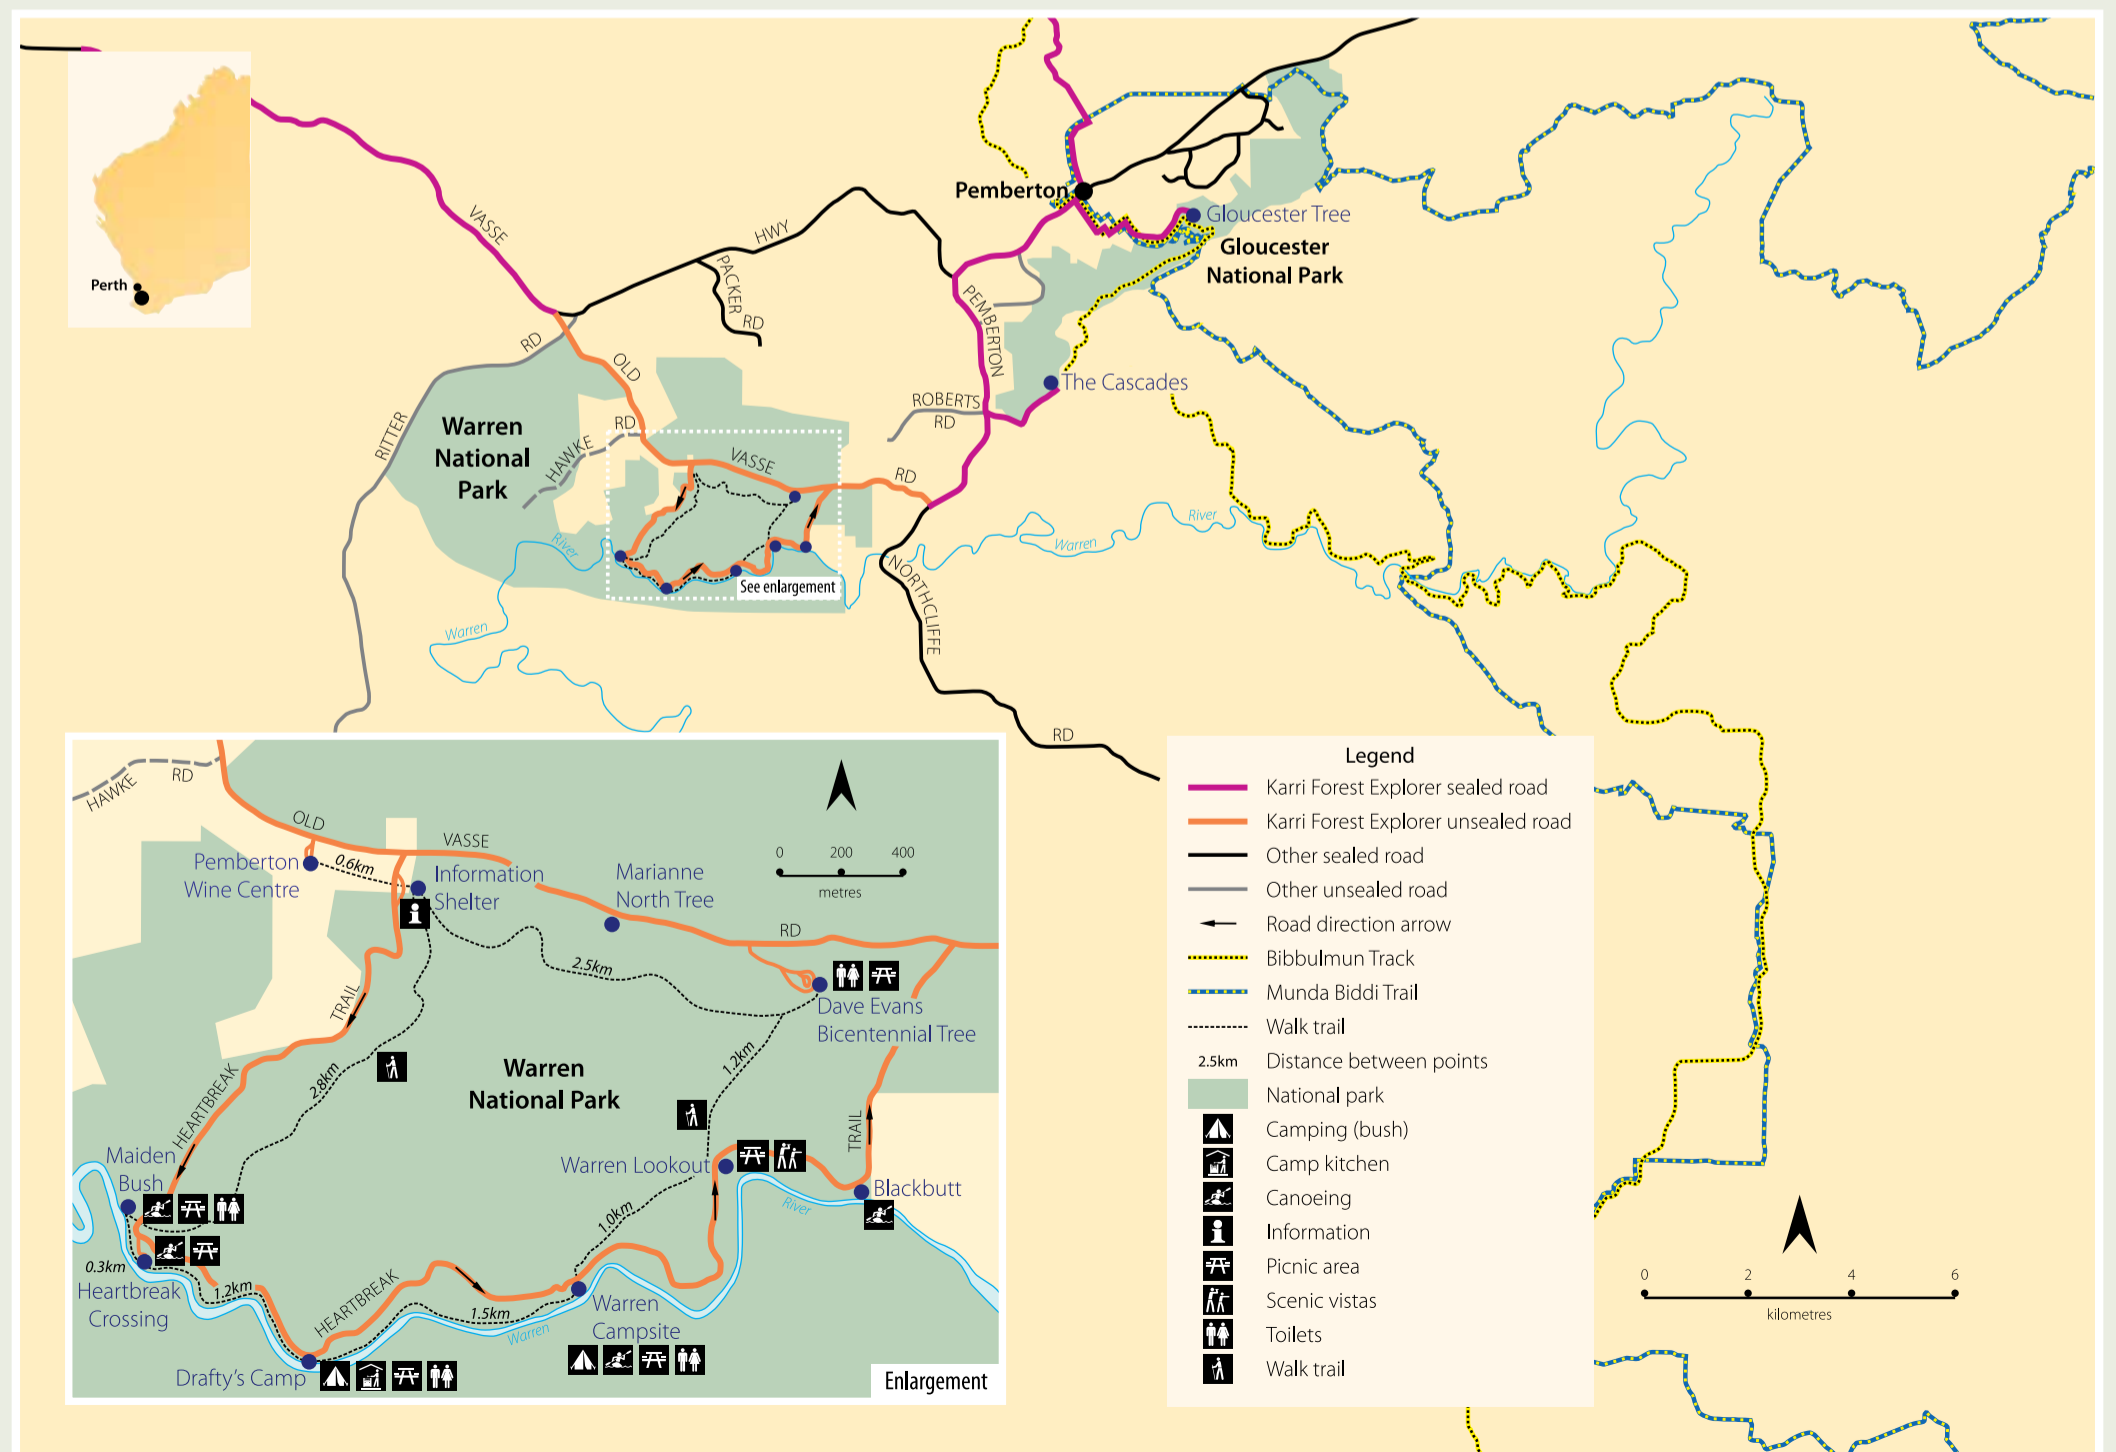 Perth
VASSE
HWY
PACKER
RD
Pemberton
Gloucester Tree
Gloucester
National Park
PEMBERTON
The Cascades
RD
OLD
ROBERTS
RD
RITTER
Warren
National
Park
HAWKE
RD
VASSE
RD
River
Warren
River
Warren
See enlargement
NORTHCLIFFE
RD
HAWKE
RD
OLD
VASSE
Pemberton
Wine Centre
0.6km
Information
Shelter
Marianne
North Tree
0 200 400
metres
RD
2.5km
Dave Evans
Bicentennial Tree
TRAIL
HEARTBREAK
2.8km
Warren
National Park
1.2km
TRAIL
Maiden
Bush
Warren Lookout
Blackbutt
River
1.0km
0.3km
Heartbreak
Crossing
1.2km
HEARTBREAK
1.5km
Warren
Warren
Campsite
Drafty's Camp
Enlargement
Legend
Karri Forest Explorer sealed road
Karri Forest Explorer unsealed road
Other sealed road
Other unsealed road
Road direction arrow
Bibbulmun Track
Munda Biddi Trail
Walk trail
2.5km Distance between points
National park
Camping (bush)
Camp kitchen
Canoeing
Information
Picnic area
Scenic vistas
Toilets
Walk trail
0 2 4 6
kilometres